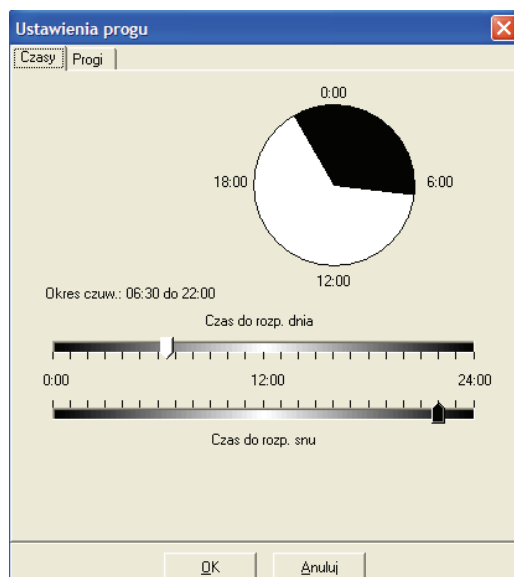 Ustawienia progu
Czasy Progi
0:00
18:00 6:00
12:00
Okres czuw.: 06:30 do 22:00
Czas do rozp. dnia
0:00 12:00 24:00
Czas do rozp. snu
OK Anuluj